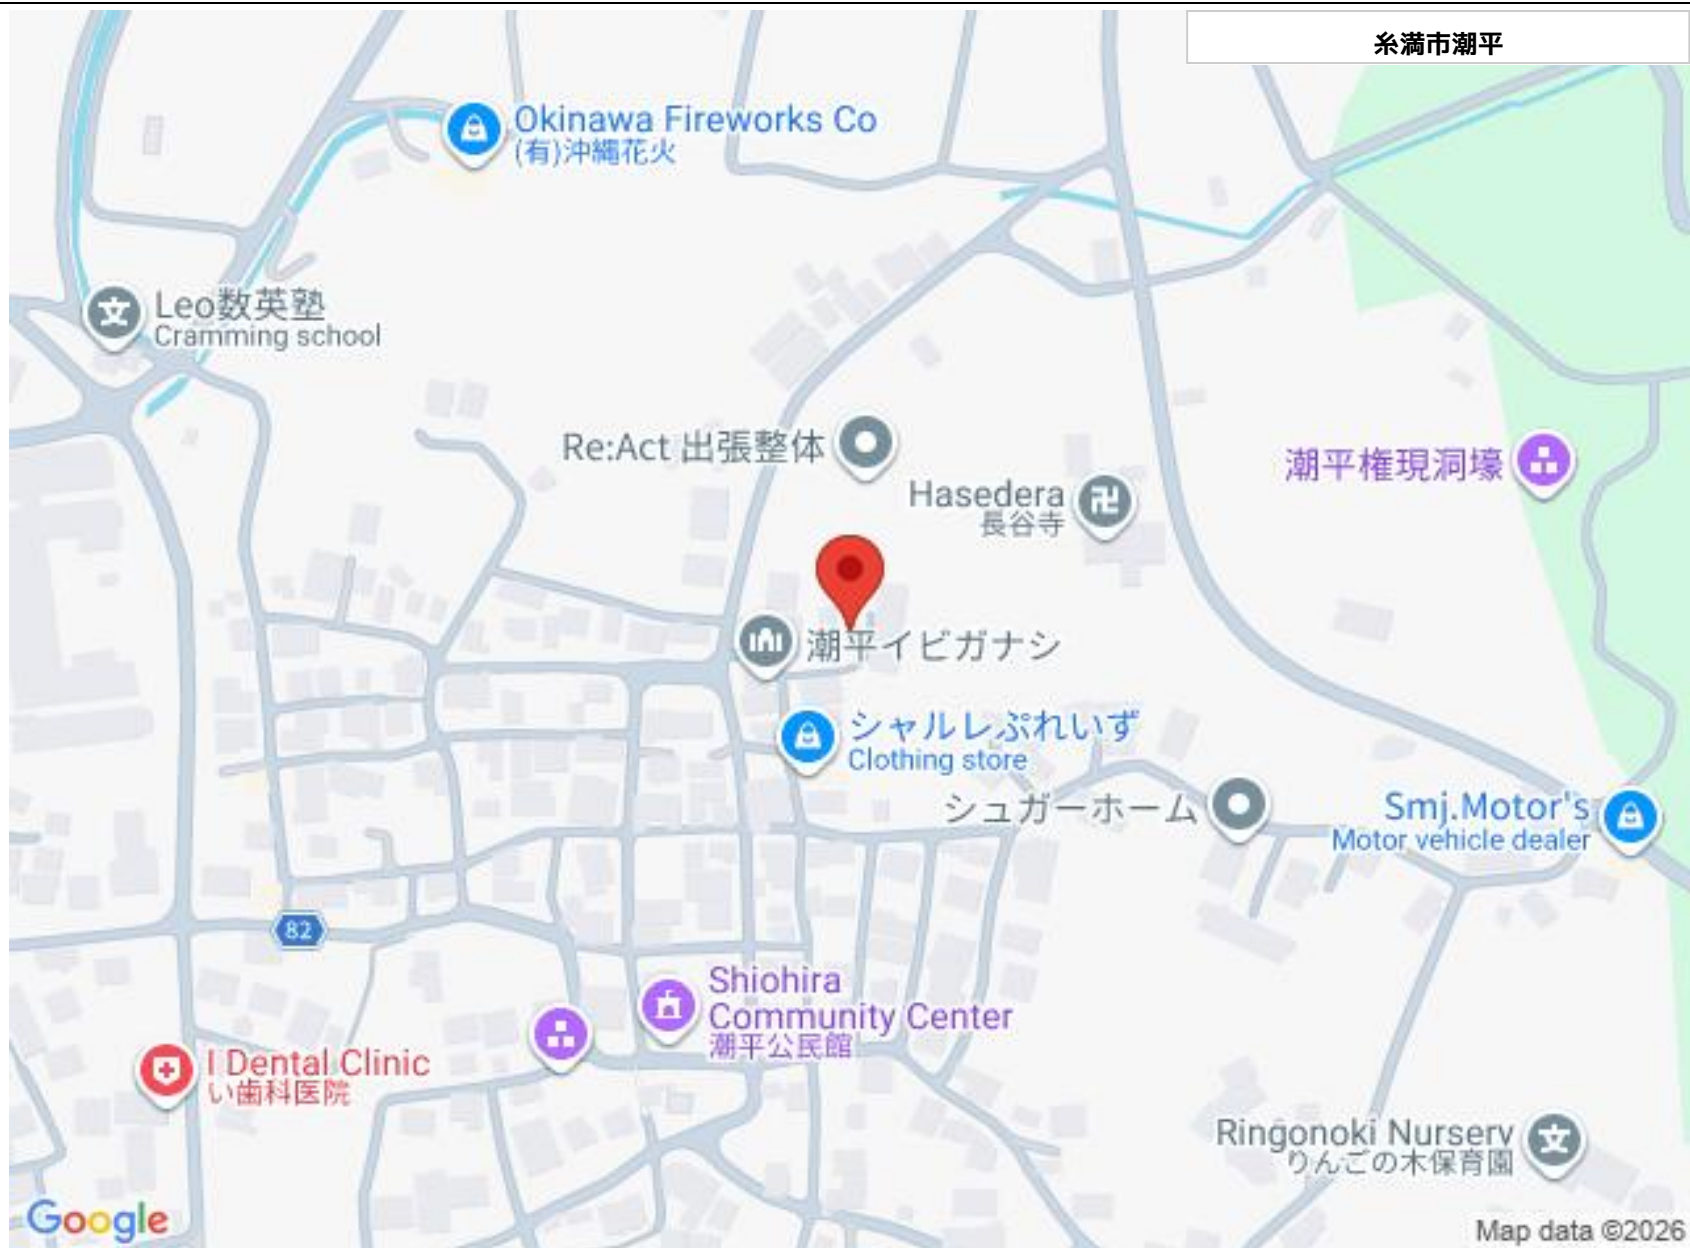 糸満市潮平
Okinawa Fireworks Co
(有)沖縄花火
Leo数英塾
Cramming school
Re:Act 出張整体
Hasedera
長谷寺
潮平権現洞壕
潮平イビガナシ
シャルレぷれいず
Clothing store
シュガーホーム
Smj.Motor's
Motor vehicle dealer
82
Shiohira
Community Center
潮平公民館
I Dental Clinic
い歯科医院
Ringonoki Nurserv
りんごの木保育園
Google
Map data ©2026